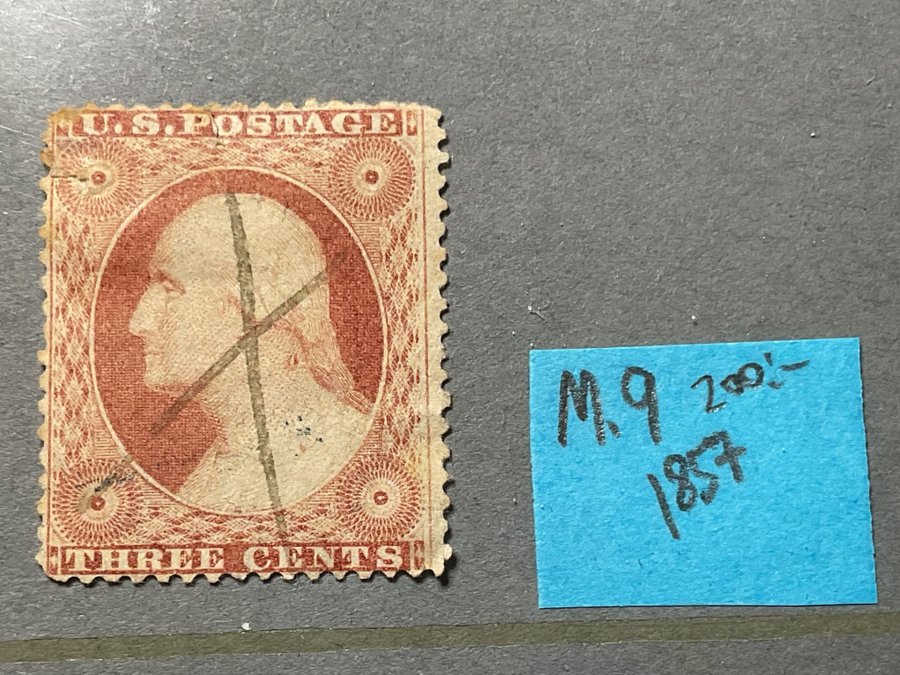 U.S. POSTAGE
THREE CENTS
M.9 200:-
1857